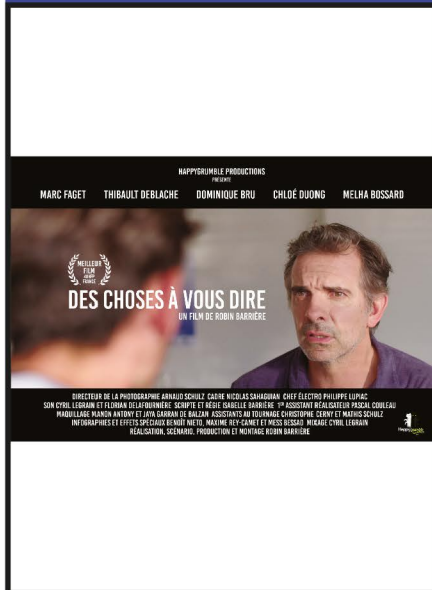 HAPPYGRUMBLE PRODUCTIONS
PRÉSENTE
MARC FAGET THIBAULT DEBLACHE DOMINIQUE BRU CHLOÉ DUONG MELHA BOSSARD
MEILLEUR
FILM
FRANCE
DES CHOSES À VOUS DIRE
UN FILM DE ROBIN BARRIÈRE
DIRECTEUR DE LA PHOTOGRAPHIE ARNAUD SCHULZ CADRE NICOLAS SAHAGUIAN CHEF ÉLECTRO PHILIPPE LUPIAC
SON CYRIL LEGRAIN ET FLORIAN DELAFOURNIÈRE SCRIPTE ET RÉGIE ISABELLE BARRIÈRE 1ER ASSISTANT RÉALISATEUR PASCAL COULEAU
MAQUILLAGE MANON ANTONY ET JAYA GARRAN DE BALZAN ASSISTANTS AU TOURNAGE CHRISTOPHE CERNY ET MATHIS SCHULZ
INFOGRAPHIES ET EFFETS SPÉCIAUX BENOÎT NIETO, MAXIME REY-CAMET ET MESS BESSAD MIXAGE CYRIL LEGRAIN
RÉALISATION, SCÉNARIO, PRODUCTION ET MONTAGE ROBIN BARRIÈRE